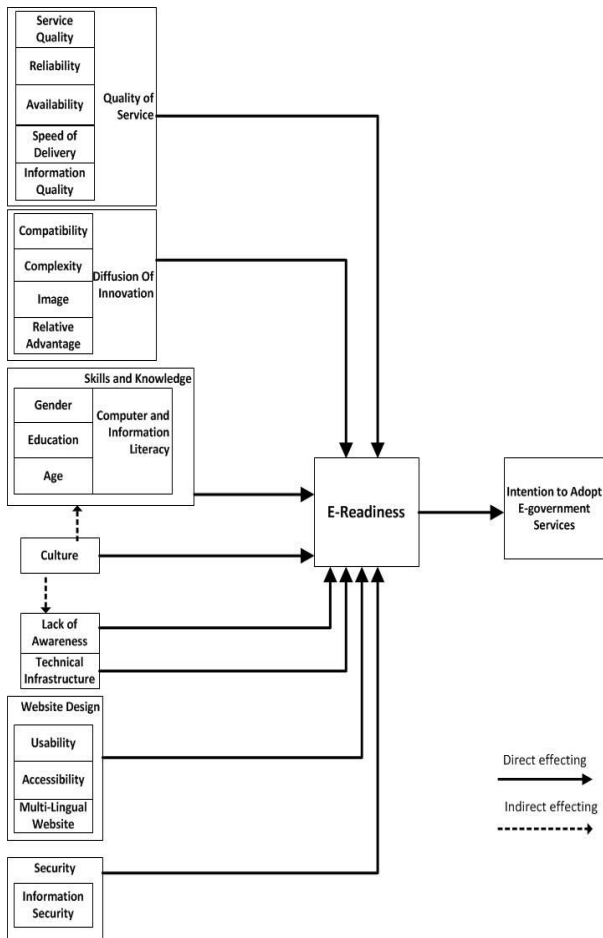 Service
Quality
Reliability
Availability
Speed of
Delivery
Information
Quality
Quality of
Service
Compatibility
Complexity
Image
Relative
Advantage
Diffusion Of
Innovation
Skills and Knowledge
Gender
Education
Age
Computer and
Information
Literacy
Culture
Lack of
Awareness
Technical
Infrastructure
Website Design
Usability
Accessibility
Multi-Lingual
Website
Security
Information
Security
E-Readiness
Intention to Adopt
E-government
Services
Direct effecting
Indirect effecting